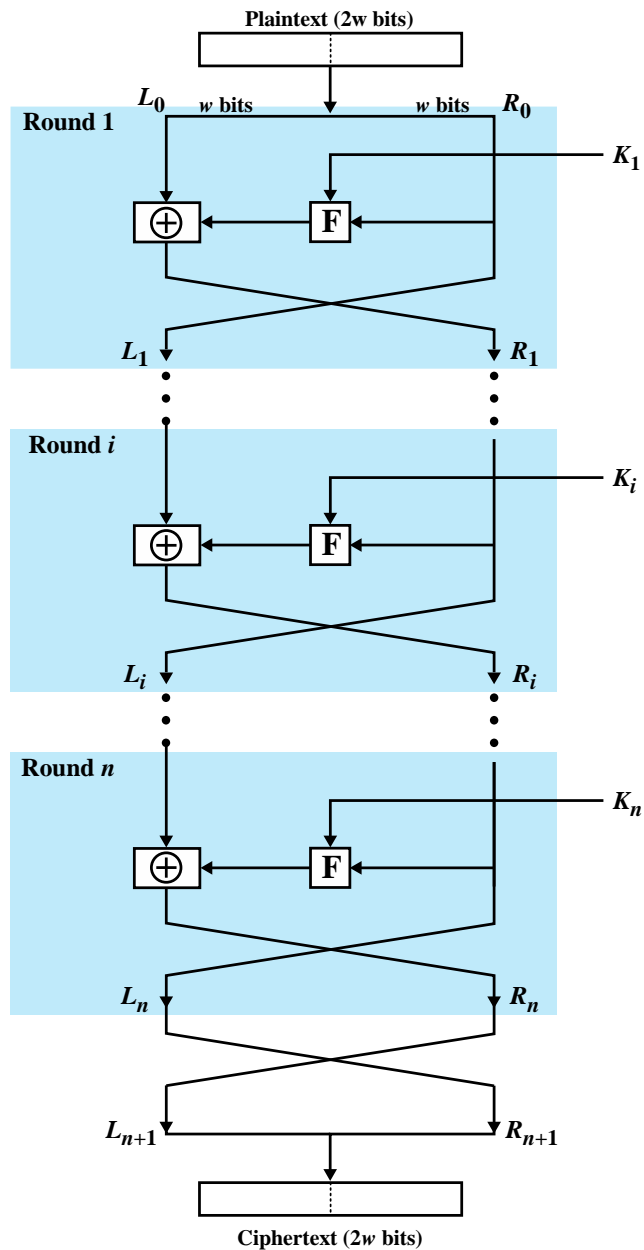 Plaintext (2w bits)
L0 w bits w bits R0
Round 1
K1
F
L1 R1
Round i
Ki
F
Li Ri
Round n
Kn
F
Ln Rn
Ln+1 Rn+1
Ciphertext (2w bits)